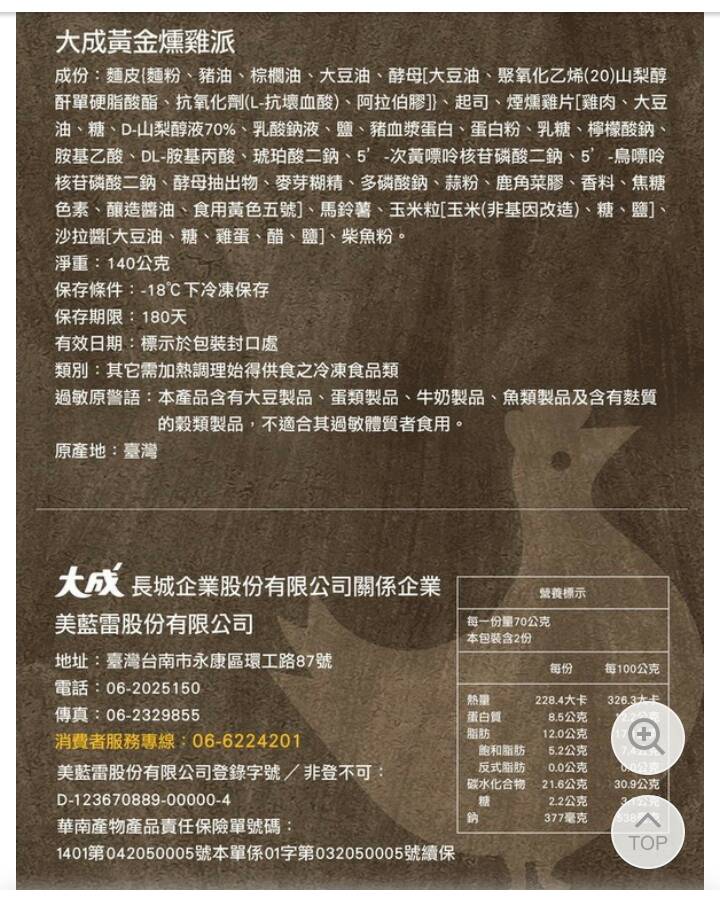 大成黃金燻雞派
成份：麵皮{麵粉、豬油、棕櫚油、大豆油、酵母[大豆油、聚氧化乙烯(20)山梨醇
酐單硬脂酸酯、抗氧化劑(L-抗壞血酸)、阿拉伯膠]}、起司、煙燻雞片[雞肉、大豆
油、糖、D-山梨醇液70%、乳酸鈉液、鹽、豬血漿蛋白、蛋白粉、乳糖、檸檬酸鈉、
胺基乙酸、DL-胺基丙酸、琥珀酸二鈉、5’-次黃嘌呤核苷磷酸二鈉、5’-鳥嘌呤
核苷磷酸二鈉、酵母抽出物、麥芽糊精、多磷酸鈉、蒜粉、鹿角菜膠、香料、焦糖
色素、釀造醬油、食用黃色五號]、馬鈴薯、玉米粒[玉米(非基因改造)、糖、鹽]、
沙拉醬[大豆油、糖、雞蛋、醋、鹽]、柴魚粉。
淨重：140公克
保存條件：-18℃下冷凍保存
保存期限：180天
有效日期：標示於包裝封口處
類別：其它需加熱調理始得供食之冷凍食品類
過敏原警語：本產品含有大豆製品、蛋類製品、牛奶製品、魚類製品及含有麩質
的穀類製品，不適合其過敏體質者食用。
原產地：臺灣
大成 長城企業股份有限公司關係企業
美藍雷股份有限公司
地址：臺灣台南市永康區環工路87號
電話：06-2025150
傳真：06-2329855
消費者服務專線：06-6224201
美藍雷股份有限公司登錄字號／非登不可：
D-123670889-00000-4
華南產物產品責任保險單號碼：
1401第042050005號本單係01字第032050005號續保
營養標示
每一份量70公克
本包裝含2份
每份 每100公克
熱量 228.4大卡 326.3大卡
蛋白質 8.5公克
脂肪 12.0公克
飽和脂肪 5.2公克
反式脂肪 0.0公克 0.0公克
碳水化合物 21.6公克 30.9公克
糖 2.2公克
鈉 377毫克
TOP